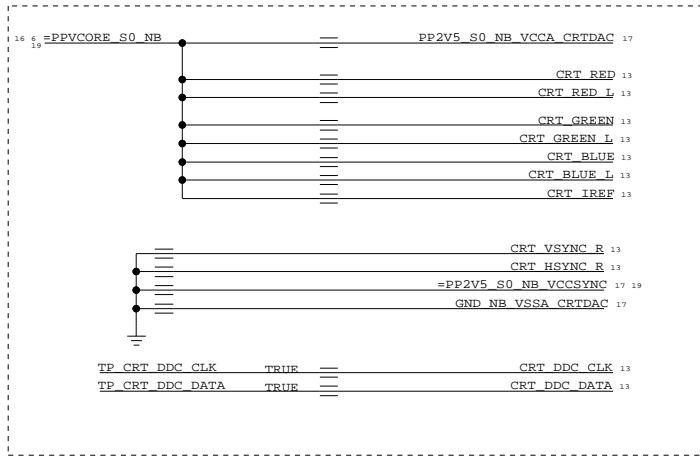 16 6 =PPVCORE_S0_NB PP2V5_S0_NB_VCCA_CRTDAC 17
19
CRT_RED 13
CRT_RED_L 13
CRT_GREEN 13
CRT_GREEN_L 13
CRT_BLUE 13
CRT_BLUE_L 13
CRT_IREF 13
CRT_VSYNC_R 13
CRT_HSYNC_R 13
=PP2V5_S0_NB_VCCSYNC 17 19
GND_NB_VSSA_CRTDAC 17
TP_CRT_DDC_CLK TRUE CRT_DDC_CLK 13
TP_CRT_DDC_DATA TRUE CRT_DDC_DATA 13